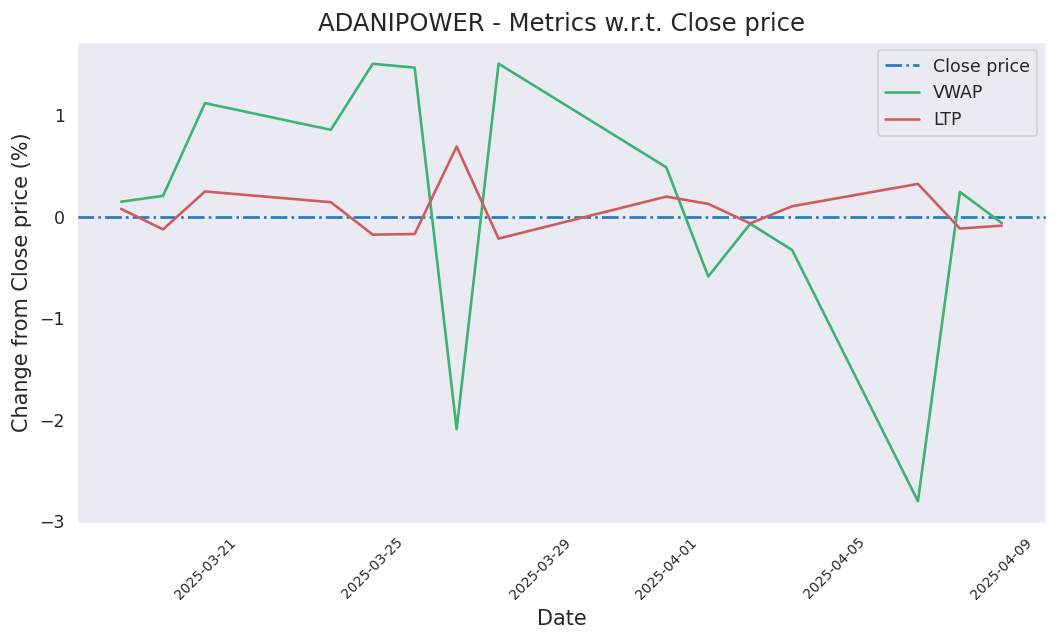 ADANIPOWER - Metrics w.r.t. Close price
Close price
VWAP
LTP
Change from Close price (%)
1
0
−1
−2
−3
2025-03-21
2025-03-25
2025-03-29
2025-04-01
2025-04-05
2025-04-09
Date